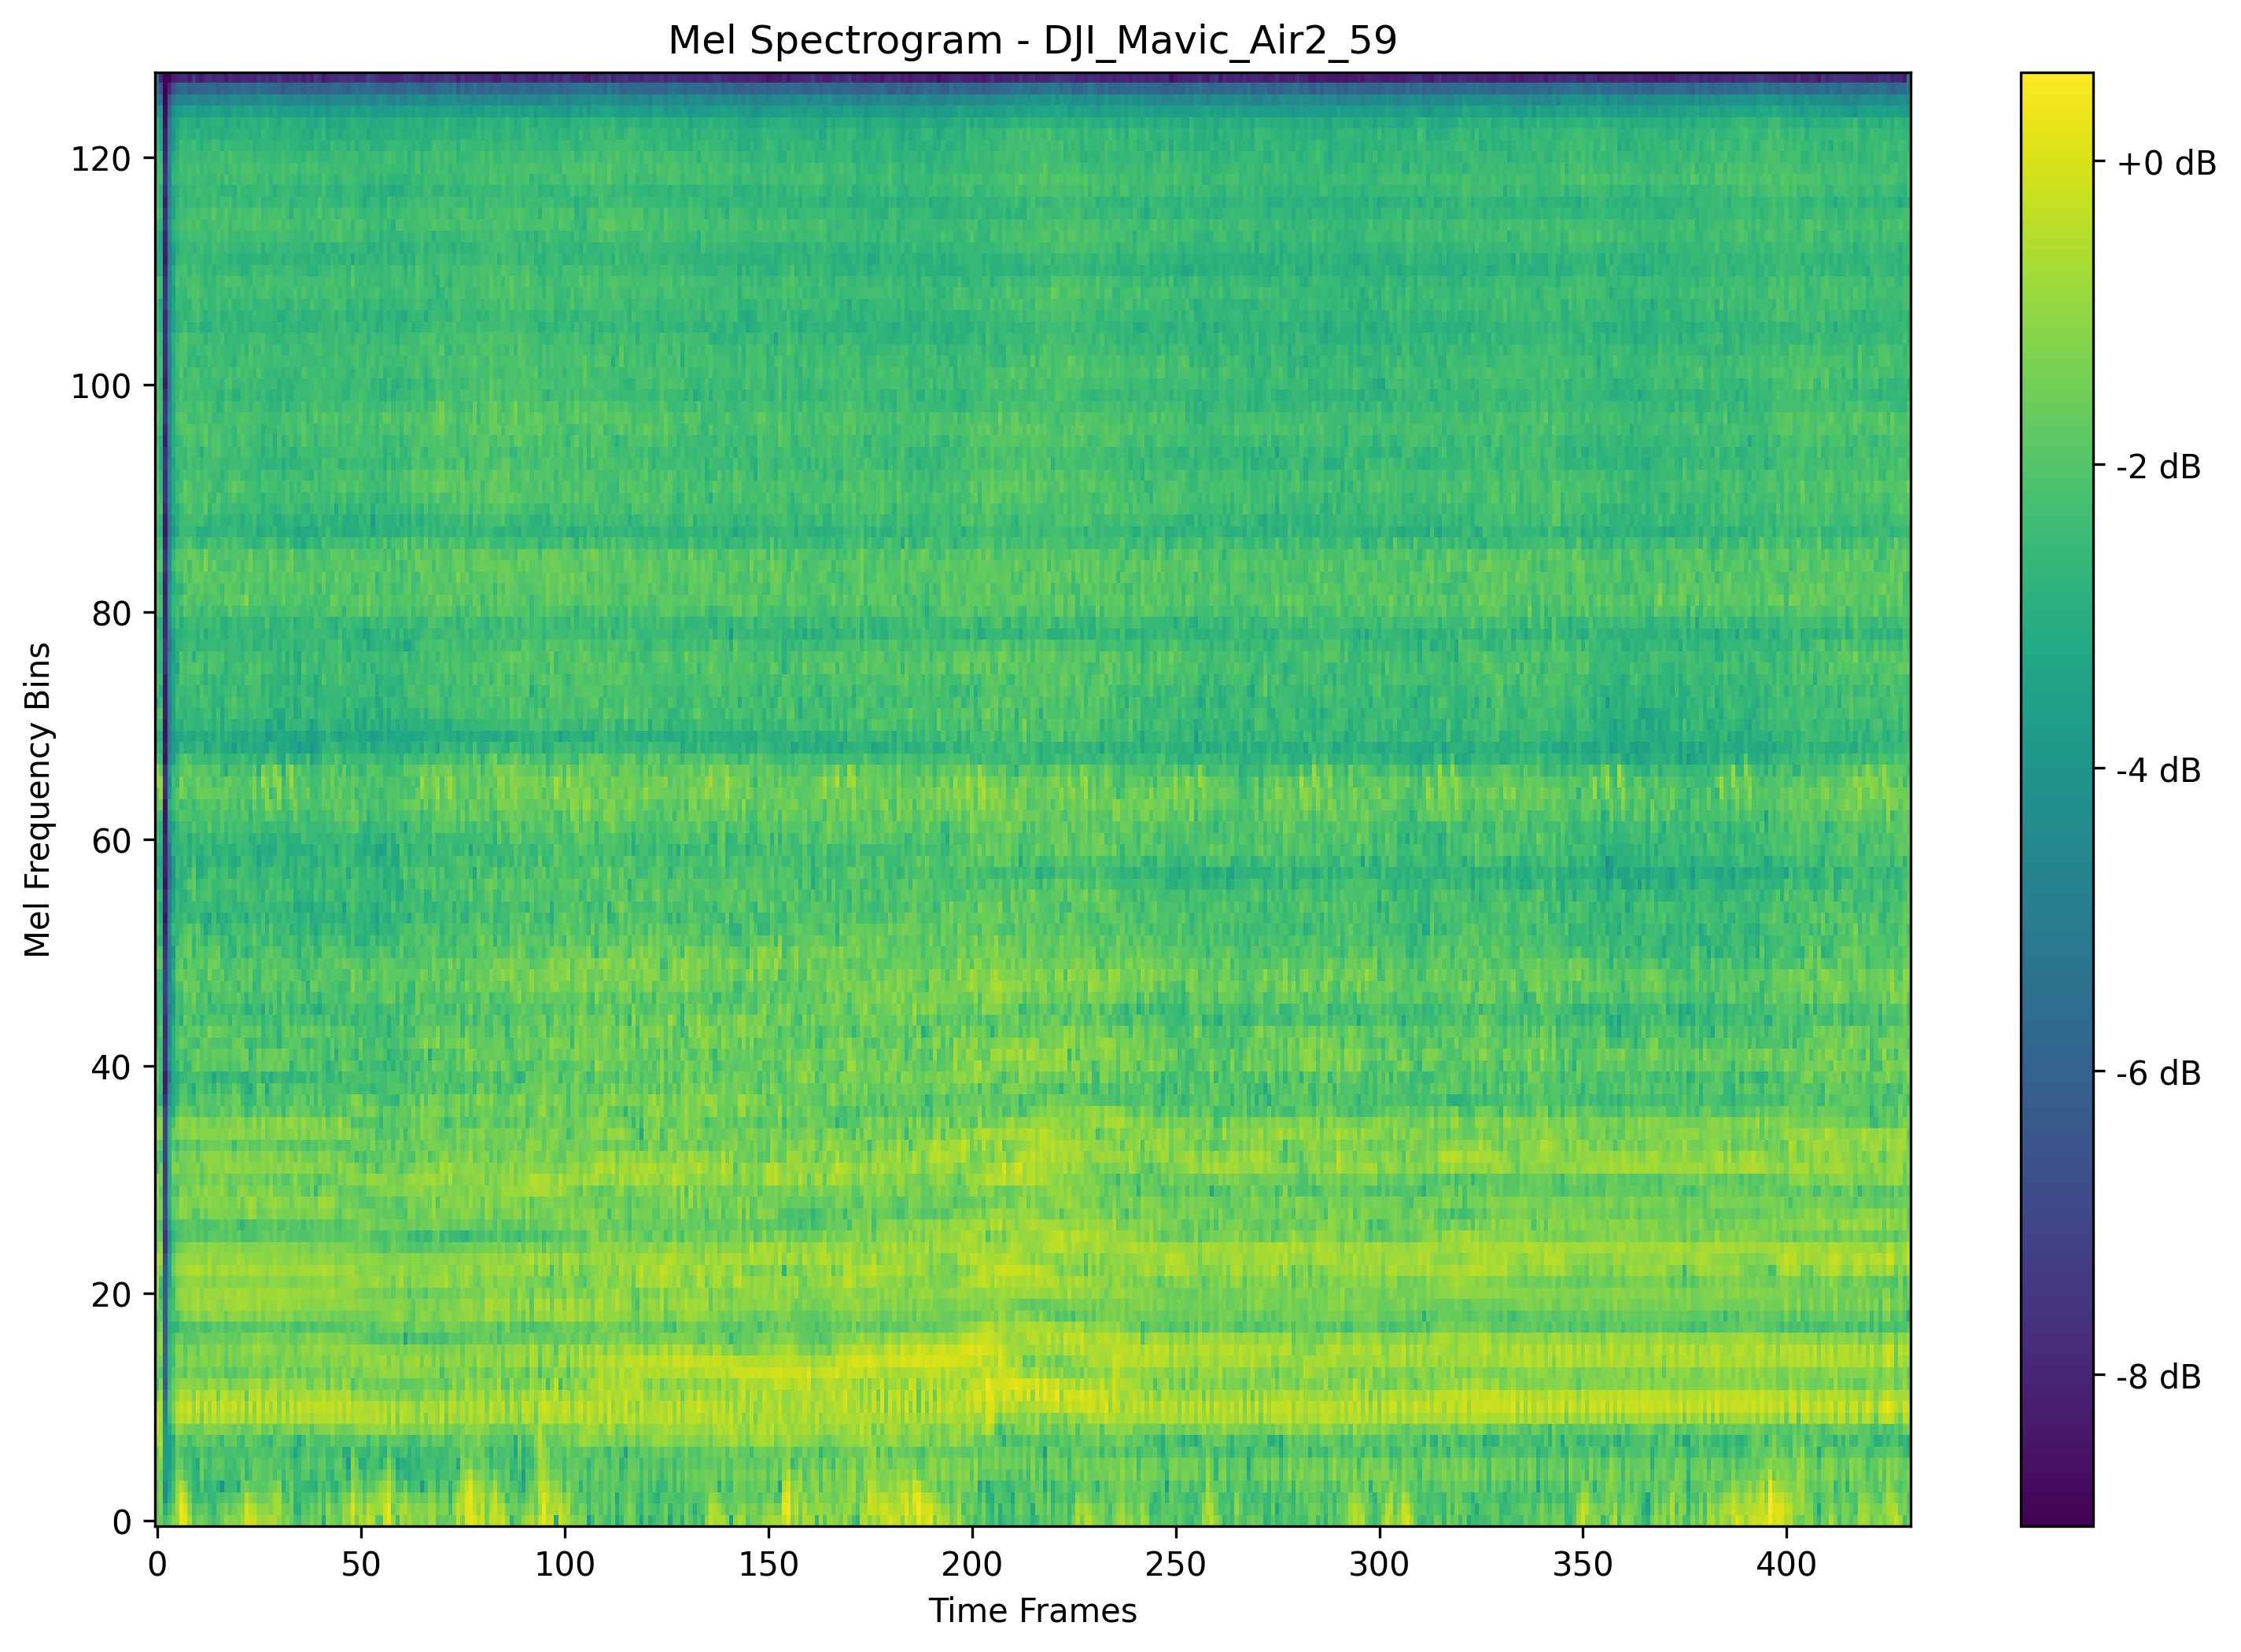 Mel Spectrogram - DJI_Mavic_Air2_59
Mel Frequency Bins
120
100
80
60
40
20
0
0 50 100 150 200 250 300 350 400
Time Frames
+0 dB
-2 dB
-4 dB
-6 dB
-8 dB